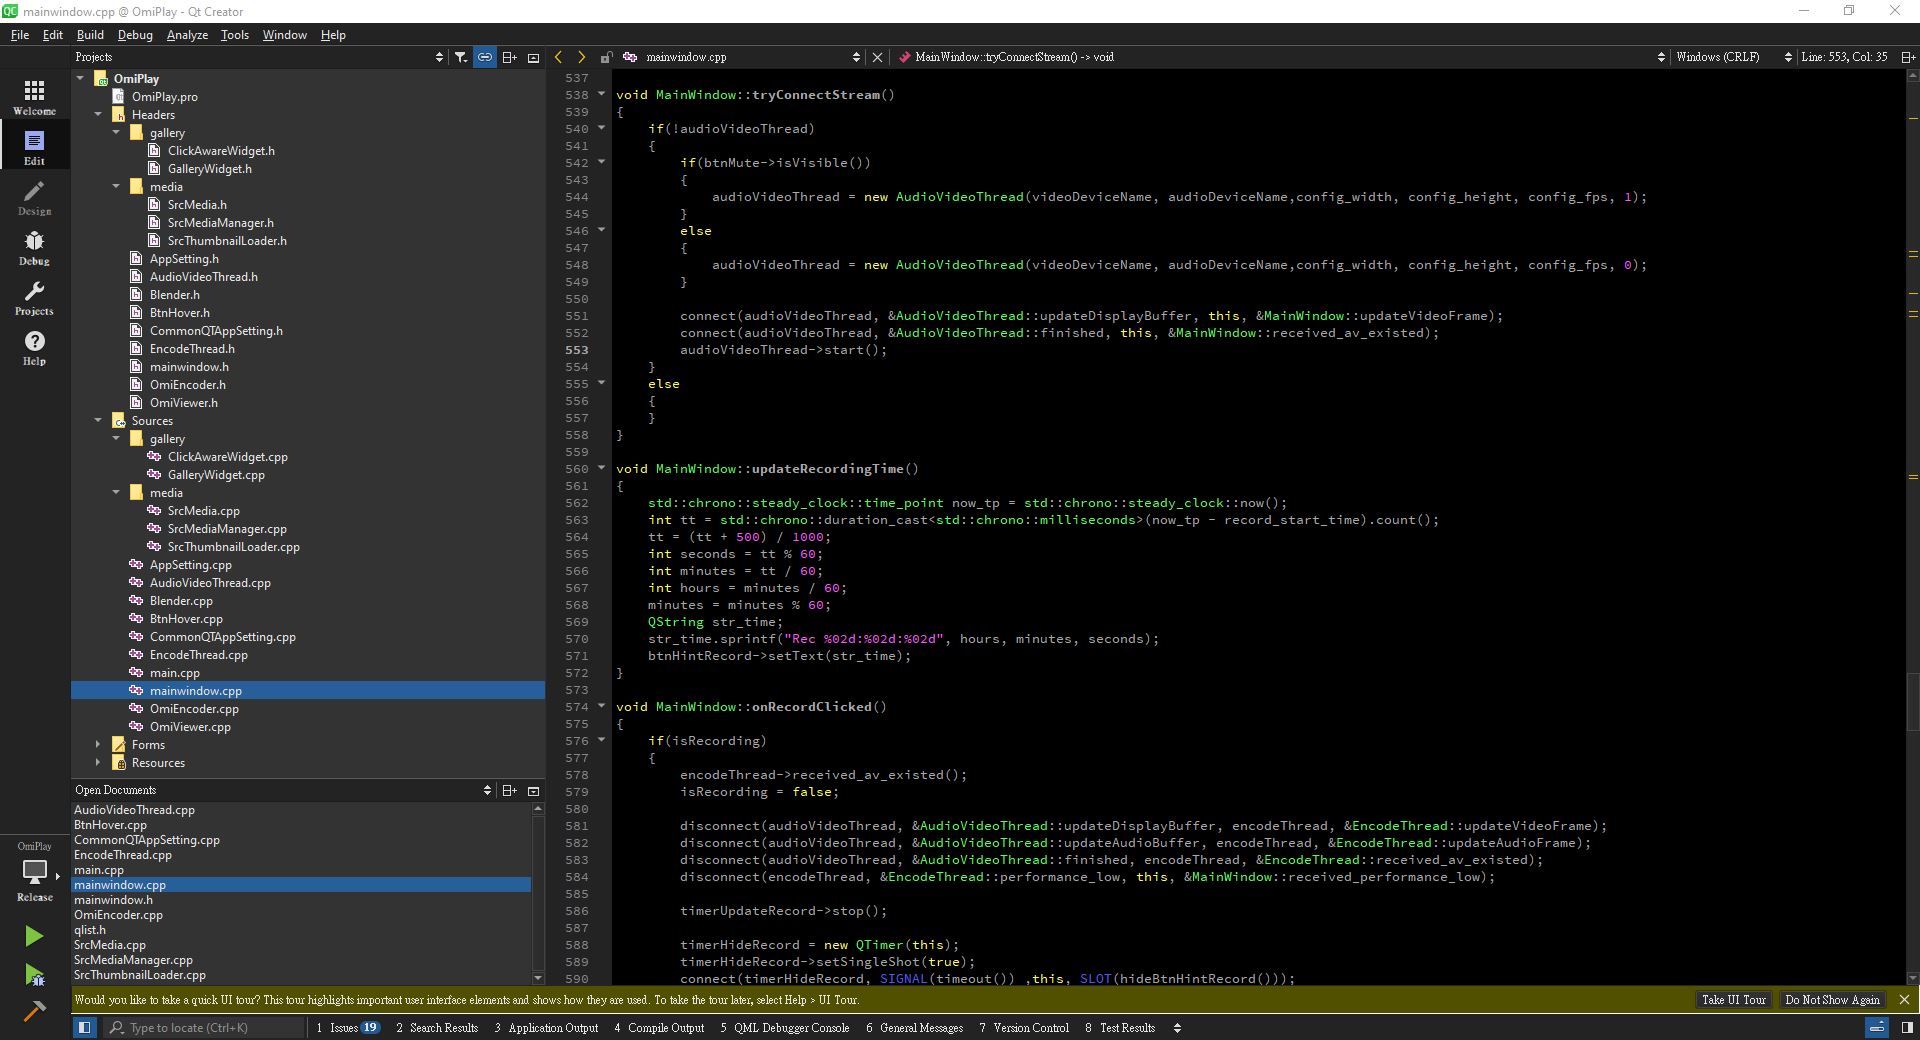 mainwindow.cpp @ OmiPlay - Qt Creator
File Edit Build Debug Analyze Tools Window Help
Projects
mainwindow.cpp
MainWindow::tryConnectStream() -> void
Windows (CRLF)
Line: 553, Col: 35
Welcome
Edit
Design
Debug
Projects
Help
OmiPlay
Release
OmiPlay
OmiPlay.pro
Headers
gallery
ClickAwareWidget.h
GalleryWidget.h
media
SrcMedia.h
SrcMediaManager.h
SrcThumbnailLoader.h
AppSetting.h
AudioVideoThread.h
Blender.h
BtnHover.h
CommonQTAppSetting.h
EncodeThread.h
mainwindow.h
OmiEncoder.h
OmiViewer.h
Sources
gallery
ClickAwareWidget.cpp
GalleryWidget.cpp
media
SrcMedia.cpp
SrcMediaManager.cpp
SrcThumbnailLoader.cpp
AppSetting.cpp
AudioVideoThread.cpp
Blender.cpp
BtnHover.cpp
CommonQTAppSetting.cpp
EncodeThread.cpp
main.cpp
mainwindow.cpp
OmiEncoder.cpp
OmiViewer.cpp
Forms
Resources
Open Documents
AudioVideoThread.cpp
BtnHover.cpp
CommonQTAppSetting.cpp
EncodeThread.cpp
main.cpp
mainwindow.cpp
mainwindow.h
OmiEncoder.cpp
qlist.h
SrcMedia.cpp
SrcMediaManager.cpp
SrcThumbnailLoader.cpp
537
538 void MainWindow::tryConnectStream()
539 {
540     if(!audioVideoThread)
541     {
542         if(btnMute->isVisible())
543         {
544             audioVideoThread = new AudioVideoThread(videoDeviceName, audioDeviceName,config_width, config_height, config_fps, 1);
545         }
546         else
547         {
548             audioVideoThread = new AudioVideoThread(videoDeviceName, audioDeviceName,config_width, config_height, config_fps, 0);
549         }
550
551         connect(audioVideoThread, &AudioVideoThread::updateDisplayBuffer, this, &MainWindow::updateVideoFrame);
552         connect(audioVideoThread, &AudioVideoThread::finished, this, &MainWindow::received_av_existed);
553         audioVideoThread->start();
554     }
555     else
556     {
557     }
558 }
559
560 void MainWindow::updateRecordingTime()
561 {
562     std::chrono::steady_clock::time_point now_tp = std::chrono::steady_clock::now();
563     int tt = std::chrono::duration_cast<std::chrono::milliseconds>(now_tp - record_start_time).count();
564     tt = (tt + 500) / 1000;
565     int seconds = tt % 60;
566     int minutes = tt / 60;
567     int hours = minutes / 60;
568     minutes = minutes % 60;
569     QString str_time;
570     str_time.sprintf("Rec %02d:%02d:%02d", hours, minutes, seconds);
571     btnHintRecord->setText(str_time);
572 }
573
574 void MainWindow::onRecordClicked()
575 {
576     if(isRecording)
577     {
578         encodeThread->received_av_existed();
579         isRecording = false;
580
581         disconnect(audioVideoThread, &AudioVideoThread::updateDisplayBuffer, encodeThread, &EncodeThread::updateVideoFrame);
582         disconnect(audioVideoThread, &AudioVideoThread::updateAudioBuffer, encodeThread, &EncodeThread::updateAudioFrame);
583         disconnect(audioVideoThread, &AudioVideoThread::finished, encodeThread, &EncodeThread::received_av_existed);
584         disconnect(encodeThread, &EncodeThread::performance_low, this, &MainWindow::received_performance_low);
585
586         timerUpdateRecord->stop();
587
588         timerHideRecord = new QTimer(this);
589         timerHideRecord->setSingleShot(true);
590         connect(timerHideRecord, SIGNAL(timeout()) ,this, SLOT(hideBtnHintRecord()));
Would you like to take a quick UI tour? This tour highlights important user interface elements and shows how they are used. To take the tour later, select Help > UI Tour.
Take UI Tour
Do Not Show Again
Type to locate (Ctrl+K)
1 Issues 19
2 Search Results
3 Application Output
4 Compile Output
5 QML Debugger Console
6 General Messages
7 Version Control
8 Test Results